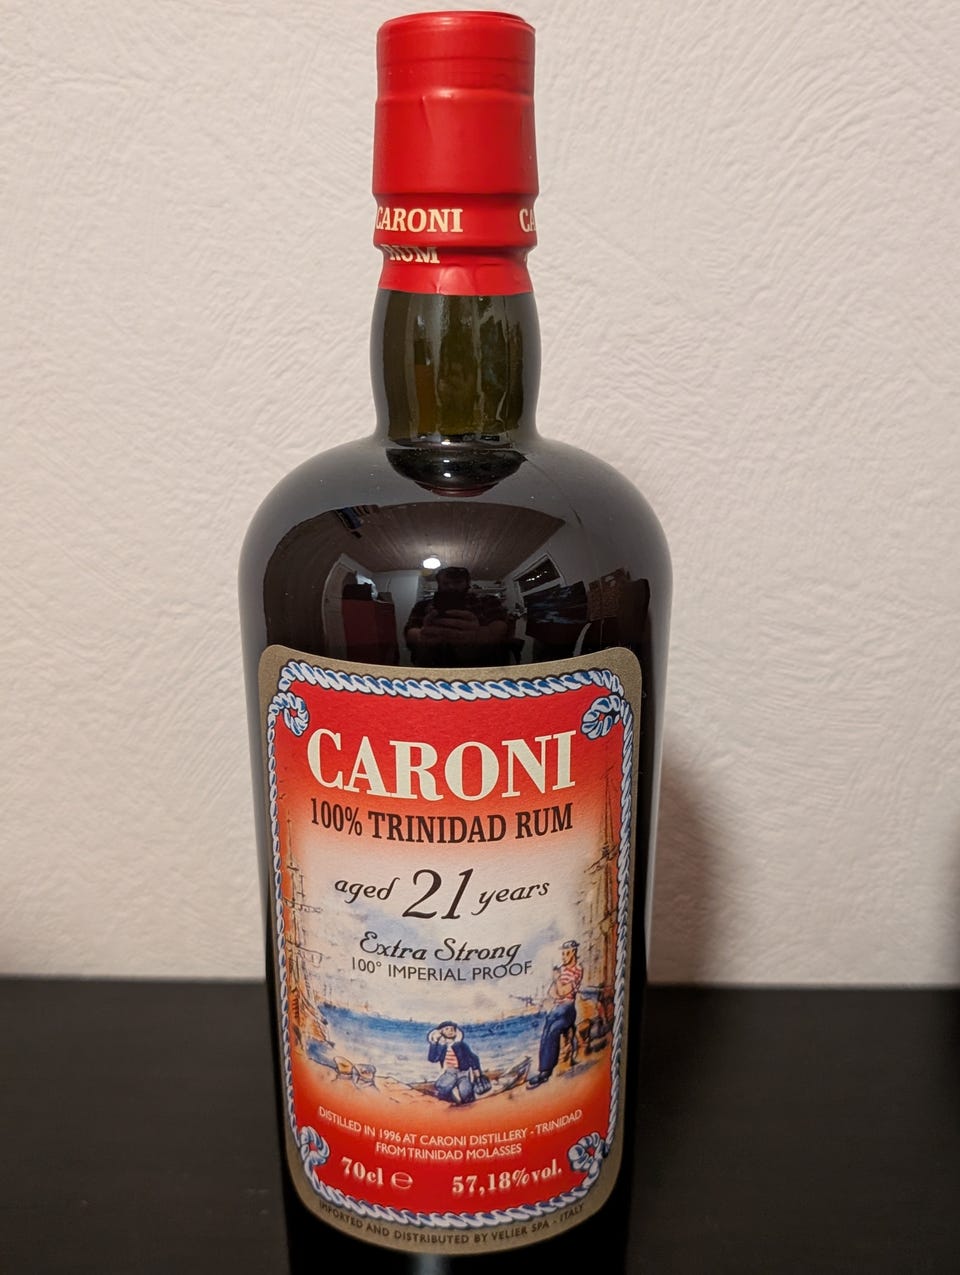 CARONI CA
RUM
CARONI
100% TRINIDAD RUM
aged 21 years
Extra Strong
100° IMPERIAL PROOF
DISTILLED IN 1996 AT CARONI DISTILLERY - TRINIDAD
FROM TRINIDAD MOLASSES
70cl ℮ 57,18%vol.
IMPORTED AND DISTRIBUTED BY VELIER SPA - ITALY